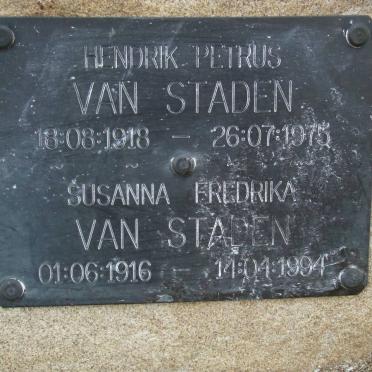 HENDRIK PETRUS
VAN STADEN
18:08:1918 – 26:07:1975
~ ~
SUSANNA FREDRIKA
VAN STADEN
01:06:1916 – 14:04:1994